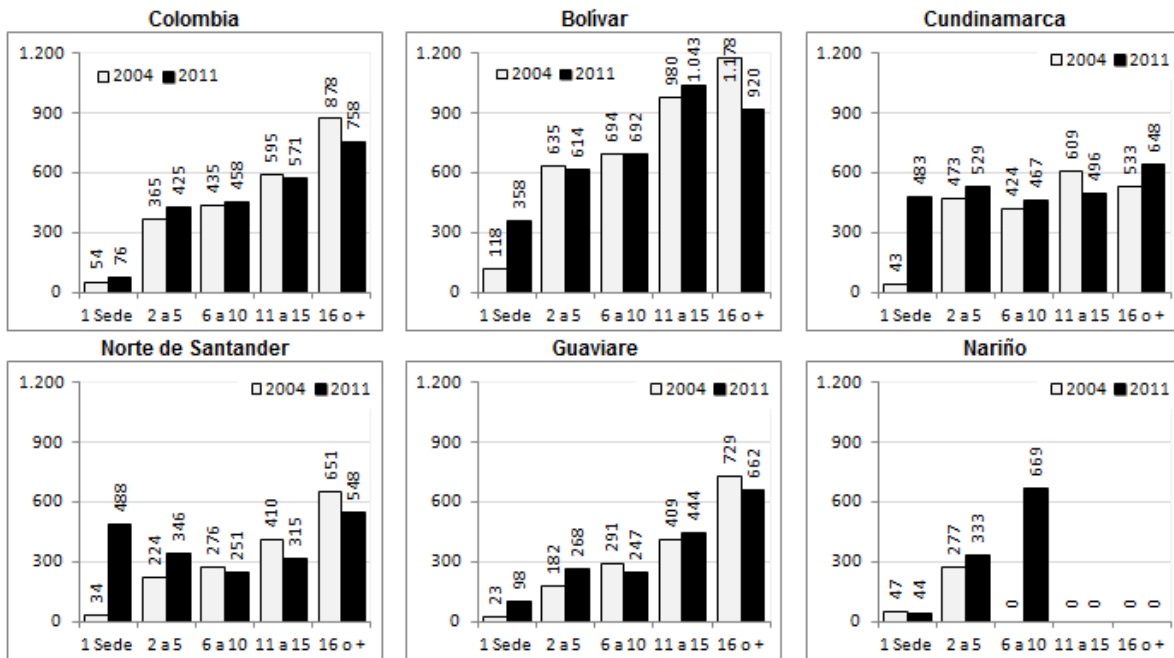 Colombia
1.200
900
600
300
0
2004 2011
54 76 365 425 435 458 595 571 878 758
1 Sede 2 a 5 6 a 10 11 a 15 16 o +
Bolívar
1.200
900
600
300
0
2004 2011
118 358 635 614 694 692 980 1.043 1.178 920
1 Sede 2 a 5 6 a 10 11 a 15 16 o +
Cundinamarca
1.200
900
600
300
0
2004 2011
43 483 473 529 424 467 609 496 533 648
1 Sede 2 a 5 6 a 10 11 a 15 16 o +
Norte de Santander
1.200
900
600
300
0
2004 2011
34 488 224 346 276 251 410 315 651 548
1 Sede 2 a 5 6 a 10 11 a 15 16 o +
Guaviare
1.200
900
600
300
0
2004 2011
23 98 182 268 291 247 409 444 729 662
1 Sede 2 a 5 6 a 10 11 a 15 16 o +
Nariño
1.200
900
600
300
0
2004 2011
47 44 277 333 0 669 0 0 0 0
1 Sede 2 a 5 6 a 10 11 a 15 16 o +